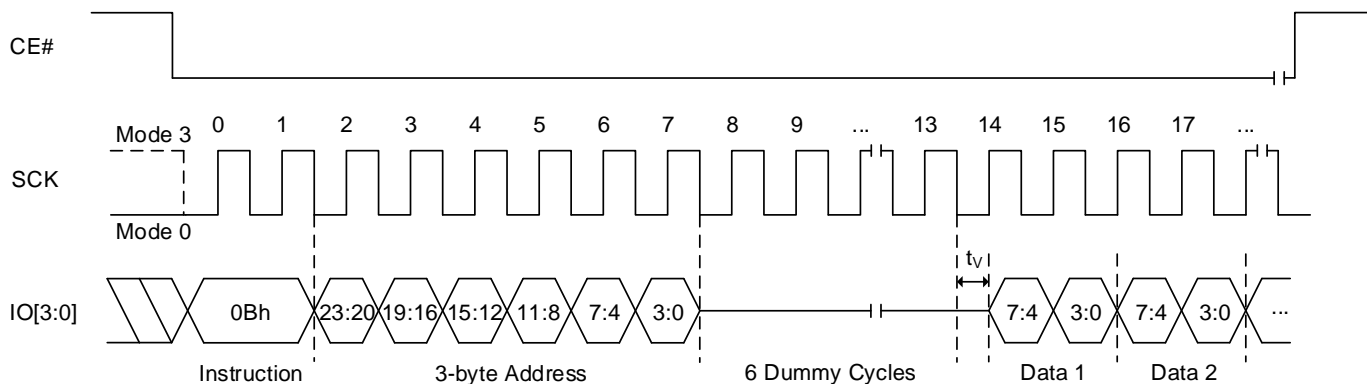 CE#
Mode 3
0 1 2 3 4 5 6 7 8 9 ... 13 14 15 16 17 ...
SCK
Mode 0
tV
IO[3:0]
0Bh 23:20 19:16 15:12 11:8 7:4 3:0 7:4 3:0 7:4 3:0 ...
Instruction 3-byte Address 6 Dummy Cycles Data 1 Data 2